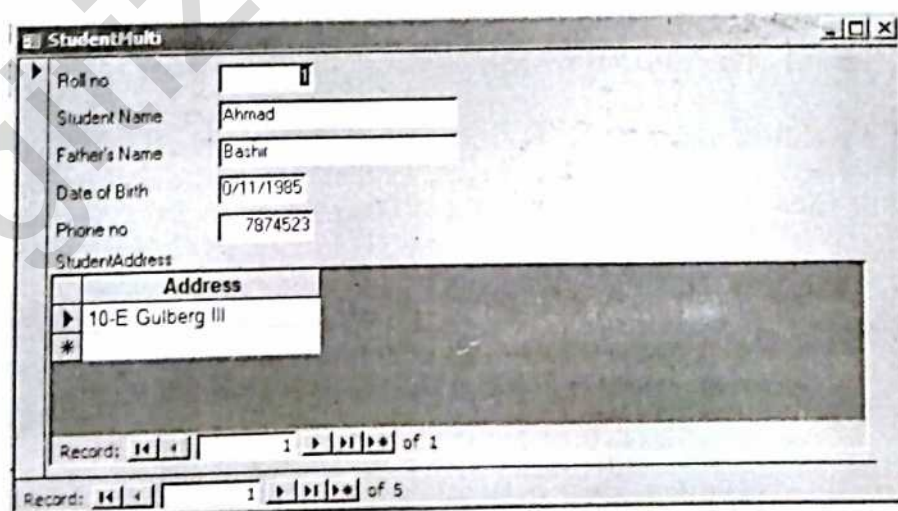 StudentMulti
Roll no 1
Student Name Ahmad
Father's Name Bashir
Date of Birth 0/11/1985
Phone no 7874523
StudentAddress
Address
10-E Gulberg III
Record: 1 of 1
Record: 1 of 5